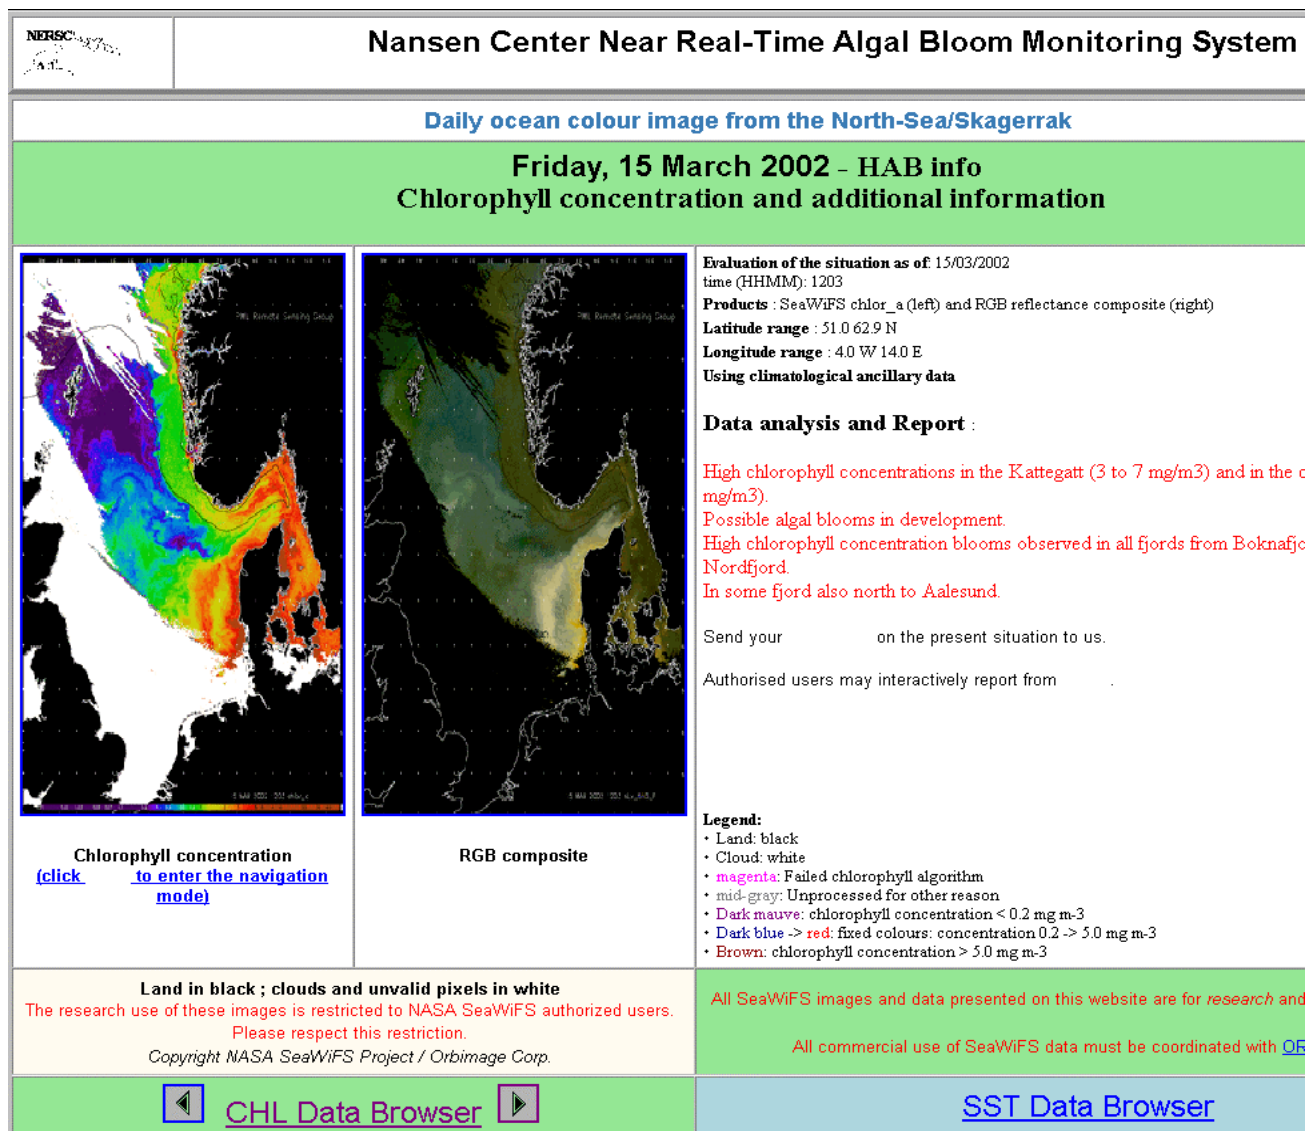 NERSC
Nansen Center Near Real-Time Algal Bloom Monitoring System
Daily ocean colour image from the North-Sea/Skagerrak
Friday, 15 March 2002 - HAB info
Chlorophyll concentration and additional information
PML Remote Sensing Group
PML Remote Sensing Group
Evaluation of the situation as of: 15/03/2002
time (HHMM): 1203
Products : SeaWiFS chlor_a (left) and RGB reflectance composite (right)
Latitude range : 51.0 62.9 N
Longitude range : 4.0 W 14.0 E
Using climatological ancillary data
Data analysis and Report :
High chlorophyll concentrations in the Kattegatt (3 to 7 mg/m3) and in the
mg/m3).
Possible algal blooms in development.
High chlorophyll concentration blooms observed in all fjords from
Nordfjord.
In some fjord also north to Aalesund.
Send your on the present situation to us.
Authorised users may interactively report from .
Legend:
• Land: black
• Cloud: white
• magenta: Failed chlorophyll algorithm
• mid-gray: Unprocessed for other reason
• Dark mauve: chlorophyll concentration < 0.2 mg m-3
• Dark blue -> red: fixed colours: concentration 0.2 -> 5.0 mg m-3
• Brown: chlorophyll concentration > 5.0 mg m-3
Chlorophyll concentration
(click to enter the navigation
mode)
RGB composite
Land in black ; clouds and unvalid pixels in white
The research use of these images is restricted to NASA SeaWiFS authorized users.
Please respect this restriction.
Copyright NASA SeaWiFS Project / Orbimage Corp.
All SeaWiFS images and data presented on this website are for research and
All commercial use of SeaWiFS data must be coordinated with
CHL Data Browser
SST Data Browser